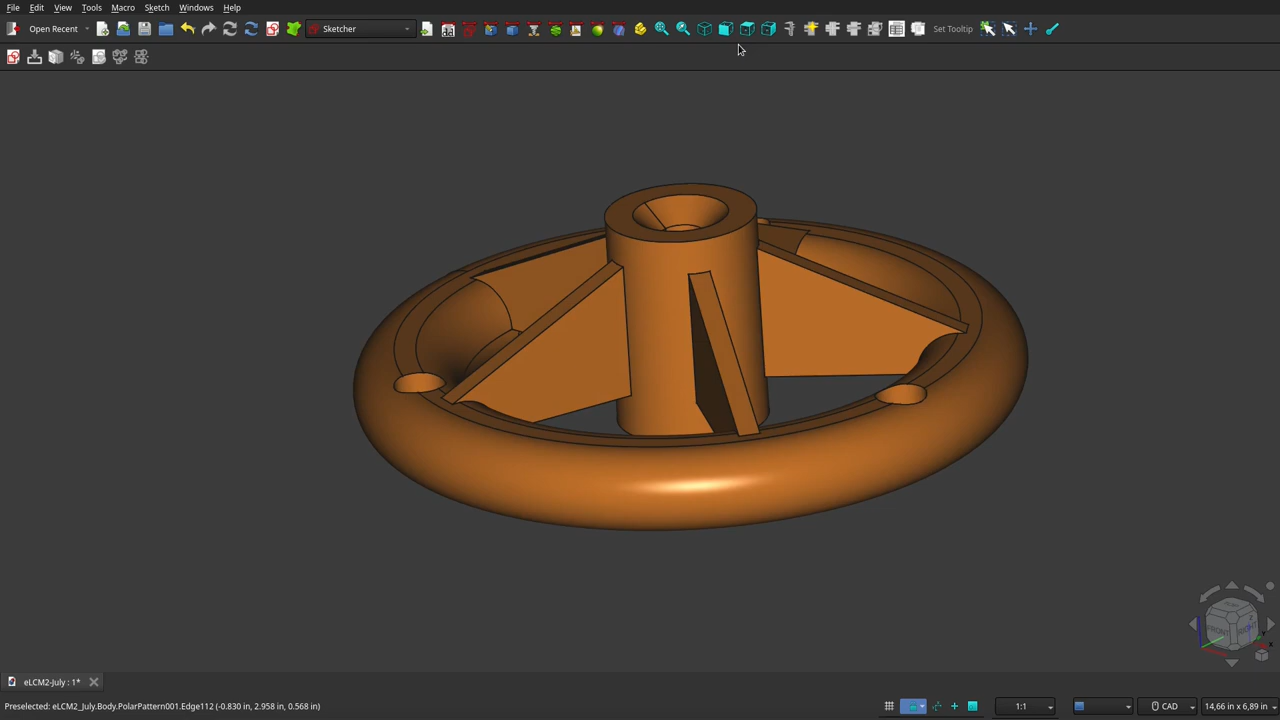 File Edit View Tools Macro Sketch Windows Help
Open Recent Sketcher Set Tooltip
FRONT RIGHT
Z
Y
X
eLCM2-July : 1*
Preselected: eLCM2_July.Body.PolarPattern001.Edge112 (-0.830 in, 2.958 in, 0.568 in) 1:1 CAD 14,66 in x 6,89 in